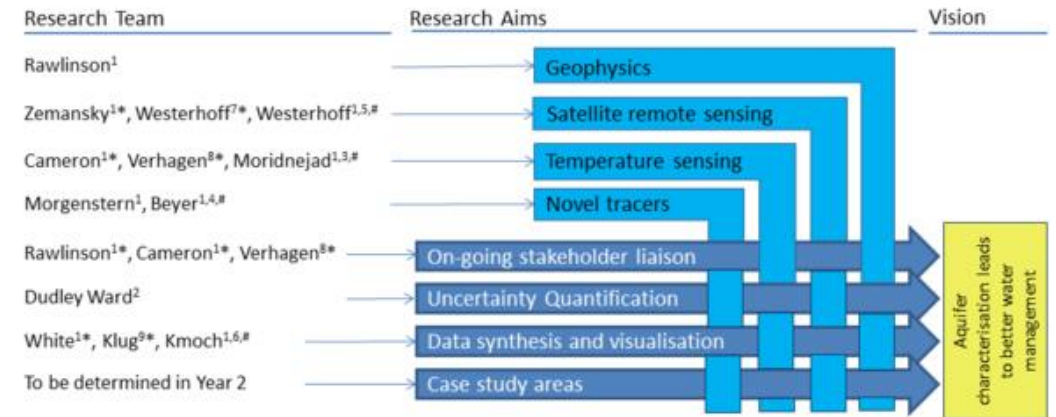 Research Team Research Aims Vision
Rawlinson¹ Geophysics
Zemansky¹*, Westerhoff⁷*, Westerhoff¹,⁵,# Satellite remote sensing
Cameron¹*, Verhagen⁸*, Moridnejad¹,³,# Temperature sensing
Morgenstern¹, Beyer¹,⁴,# Novel tracers
Rawlinson¹*, Cameron¹*, Verhagen⁸* On-going stakeholder liaison
Dudley Ward² Uncertainty Quantification
White¹*, Klug⁹*, Kmoch¹,⁶,# Data synthesis and visualisation
To be determined in Year 2 Case study areas
Aquifer
characterisation leads
to better water
management